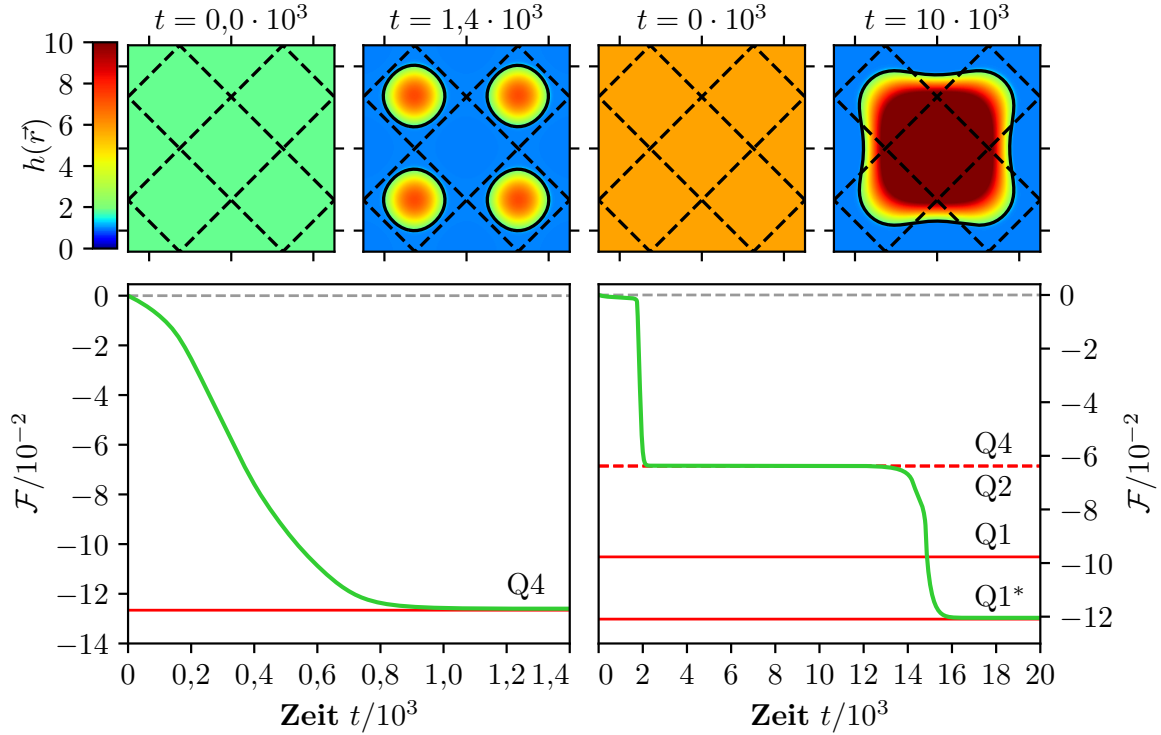 t = 0,0 · 10³
t = 1,4 · 10³
t = 0 · 10³
t = 10 · 10³
h(r⃗)
10
8
6
4
2
0
ℱ/10⁻²
0
−2
−4
−6
−8
−10
−12
−14
Q4
0 0,2 0,4 0,6 0,8 1,0 1,2 1,4
Zeit t/10³
Q4
Q2
Q1
Q1*
0
−2
−4
−6
−8
−10
−12
ℱ/10⁻²
0 2 4 6 8 10 12 14 16 18 20
Zeit t/10³